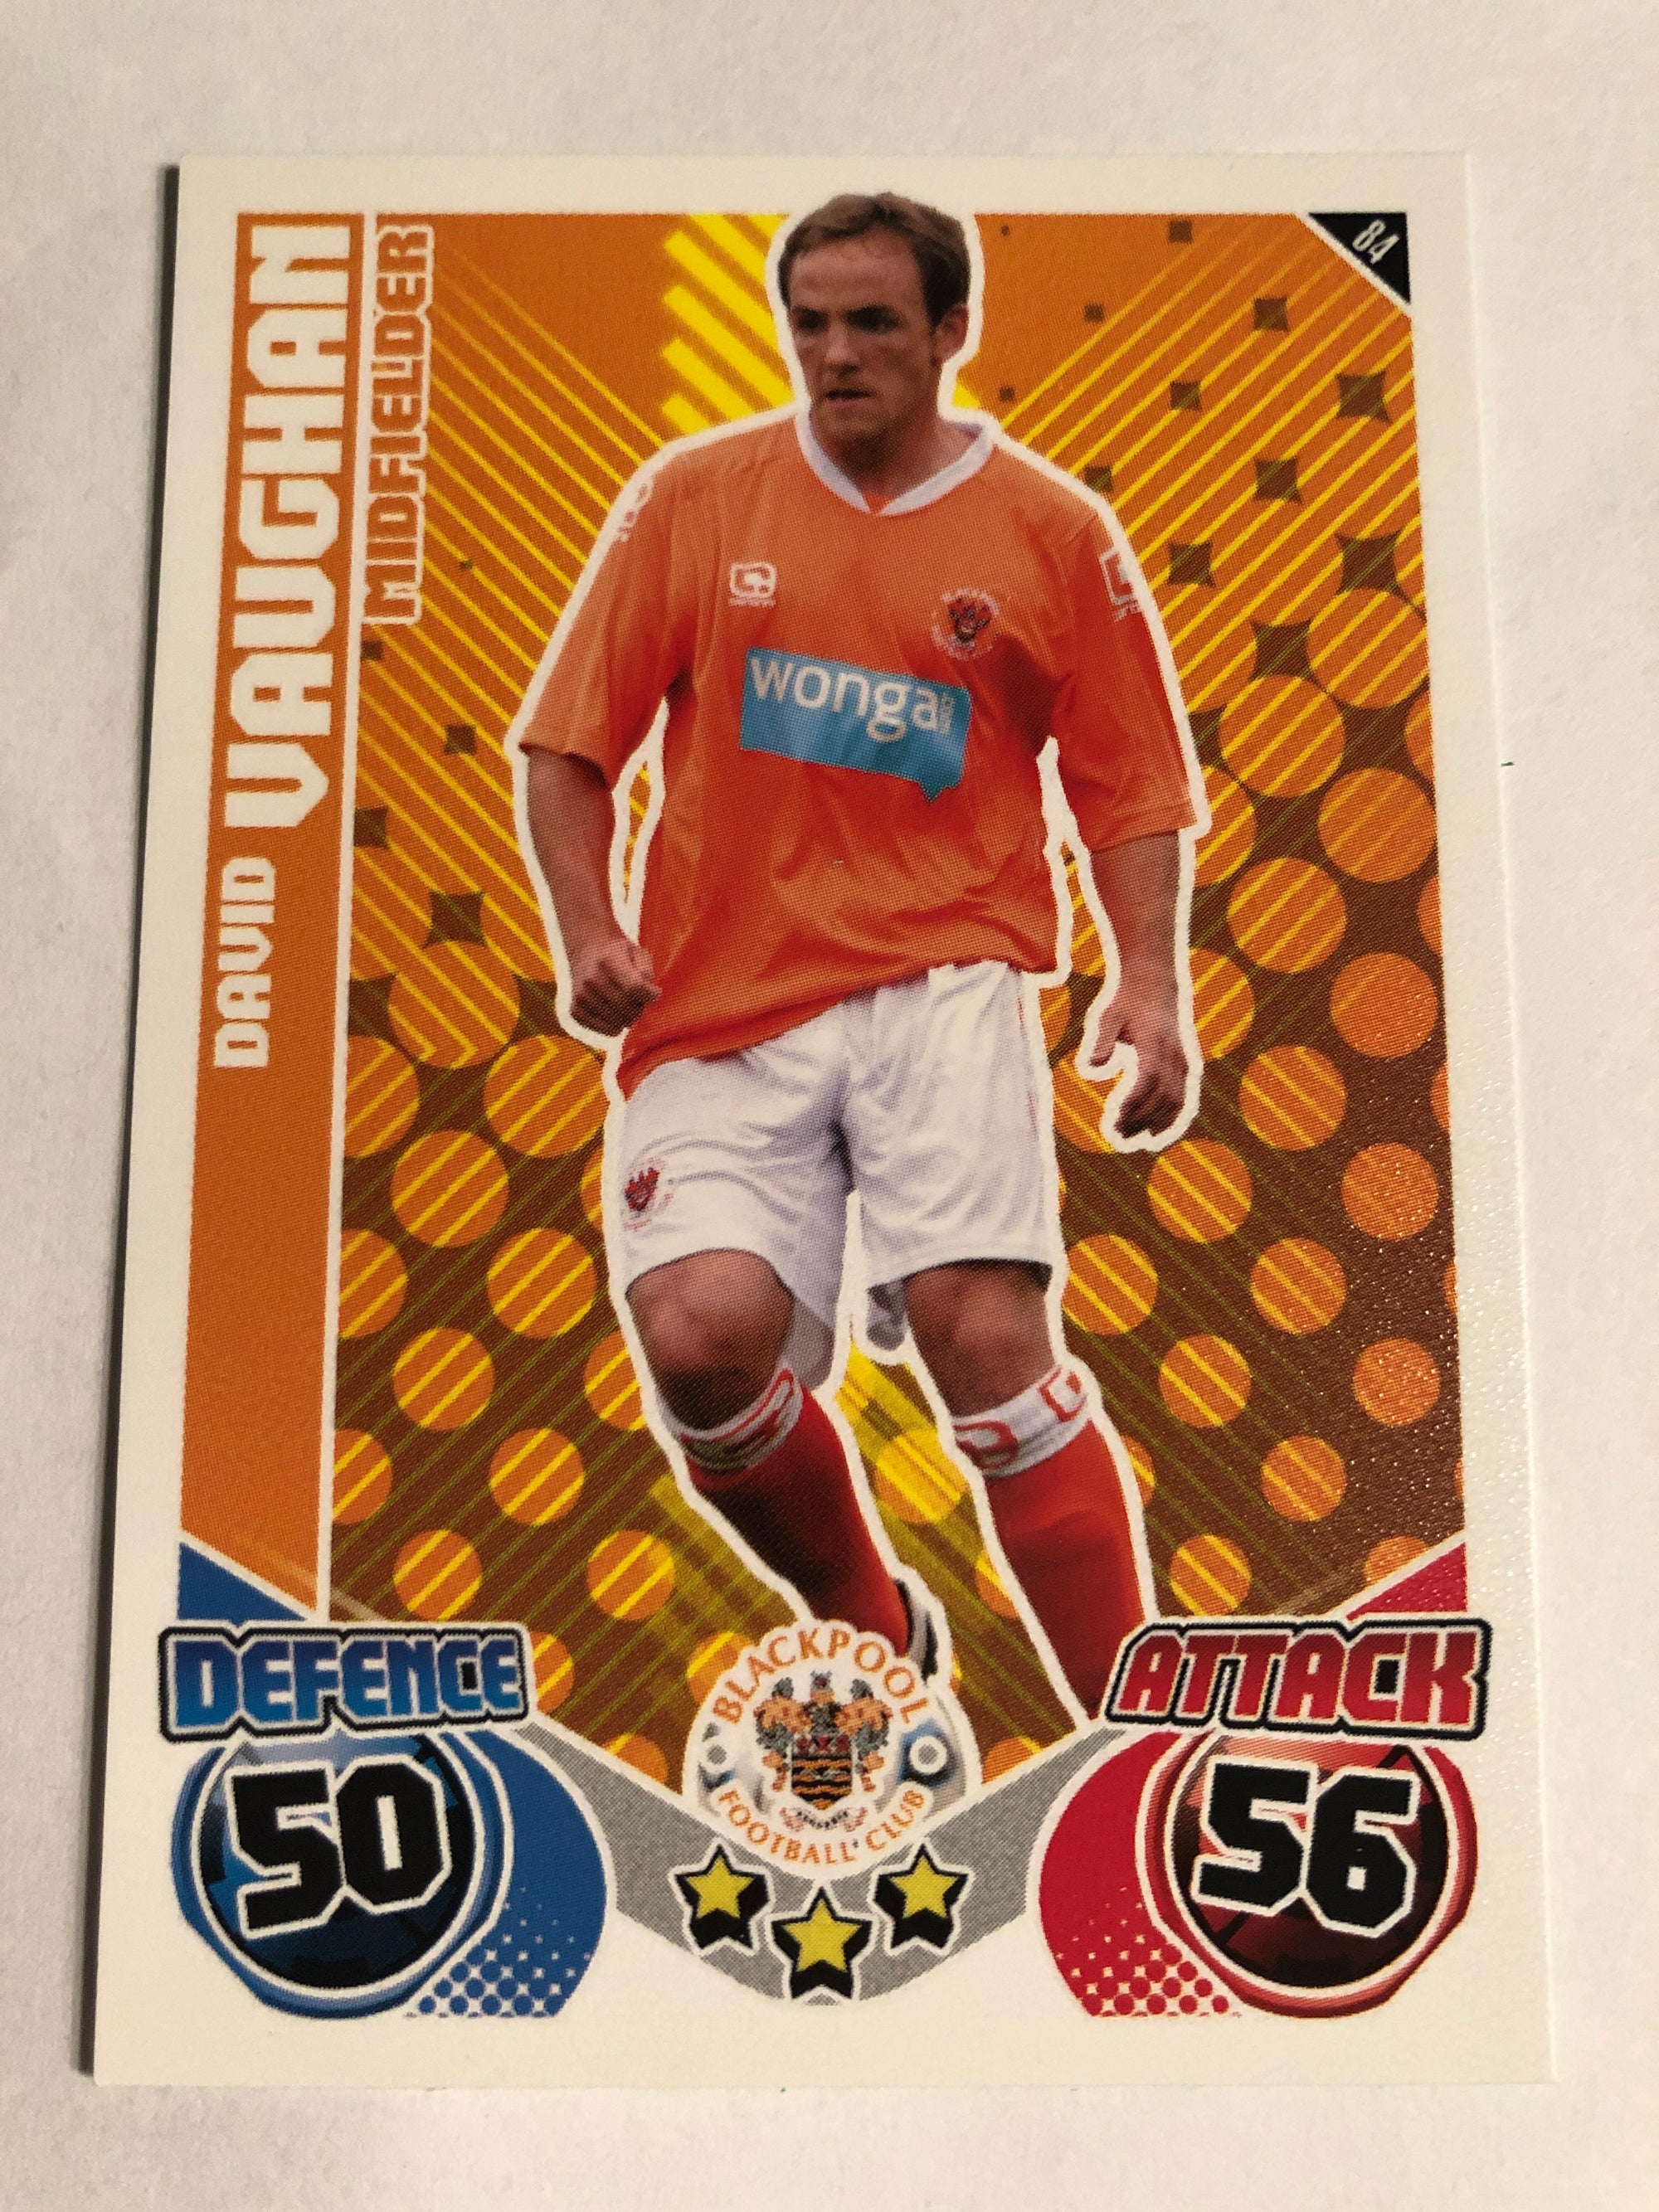 84
DAVID VAUGHAN
MIDFIELDER
wonga
DEFENCE
ATTACK
BLACKPOOL
FOOTBALL CLUB
50
56